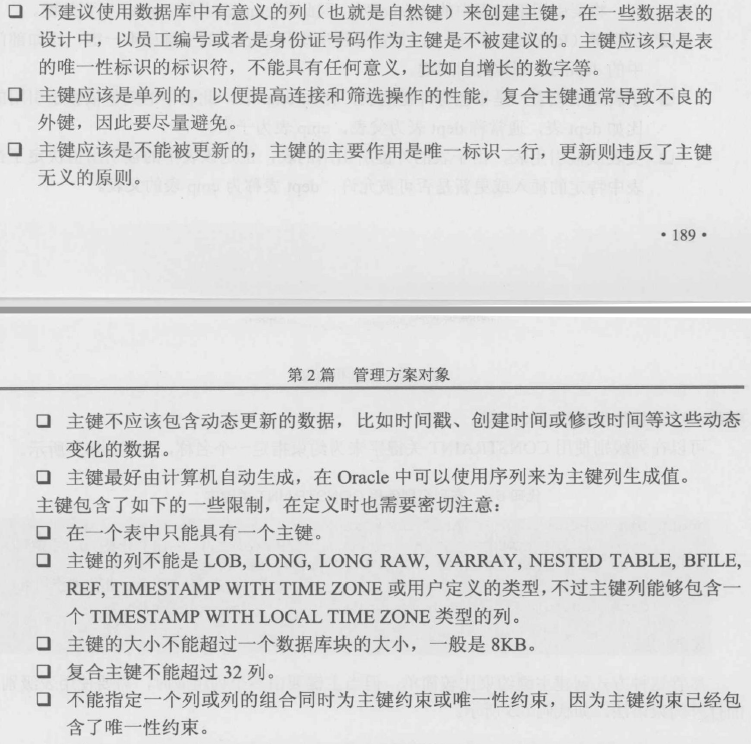 ❑ 不建议使用数据库中有意义的列（也就是自然键）来创建主键，在一些数据表的
设计中，以员工编号或者是身份证号码作为主键是不被建议的。主键应该只是表
的唯一性标识的标识符，不能具有任何意义，比如自增长的数字等。
❑ 主键应该是单列的，以便提高连接和筛选操作的性能，复合主键通常导致不良的
外键，因此要尽量避免。
❑ 主键应该是不能被更新的，主键的主要作用是唯一标识一行，更新则违反了主键
无义的原则。
• 189 •
第 2 篇 管理方案对象
❑ 主键不应该包含动态更新的数据，比如时间戳、创建时间或修改时间等这些动态
变化的数据。
❑ 主键最好由计算机自动生成，在 Oracle 中可以使用序列来为主键列生成值。
主键包含了如下的一些限制，在定义时也需要密切注意：
❑ 在一个表中只能具有一个主键。
❑ 主键的列不能是 LOB, LONG, LONG RAW, VARRAY, NESTED TABLE, BFILE,
REF, TIMESTAMP WITH TIME ZONE 或用户定义的类型，不过主键列能够包含一
个 TIMESTAMP WITH LOCAL TIME ZONE 类型的列。
❑ 主键的大小不能超过一个数据库块的大小，一般是 8KB。
❑ 复合主键不能超过 32 列。
❑ 不能指定一个列或列的组合同时为主键约束或唯一性约束，因为主键约束已经包
含了唯一性约束。